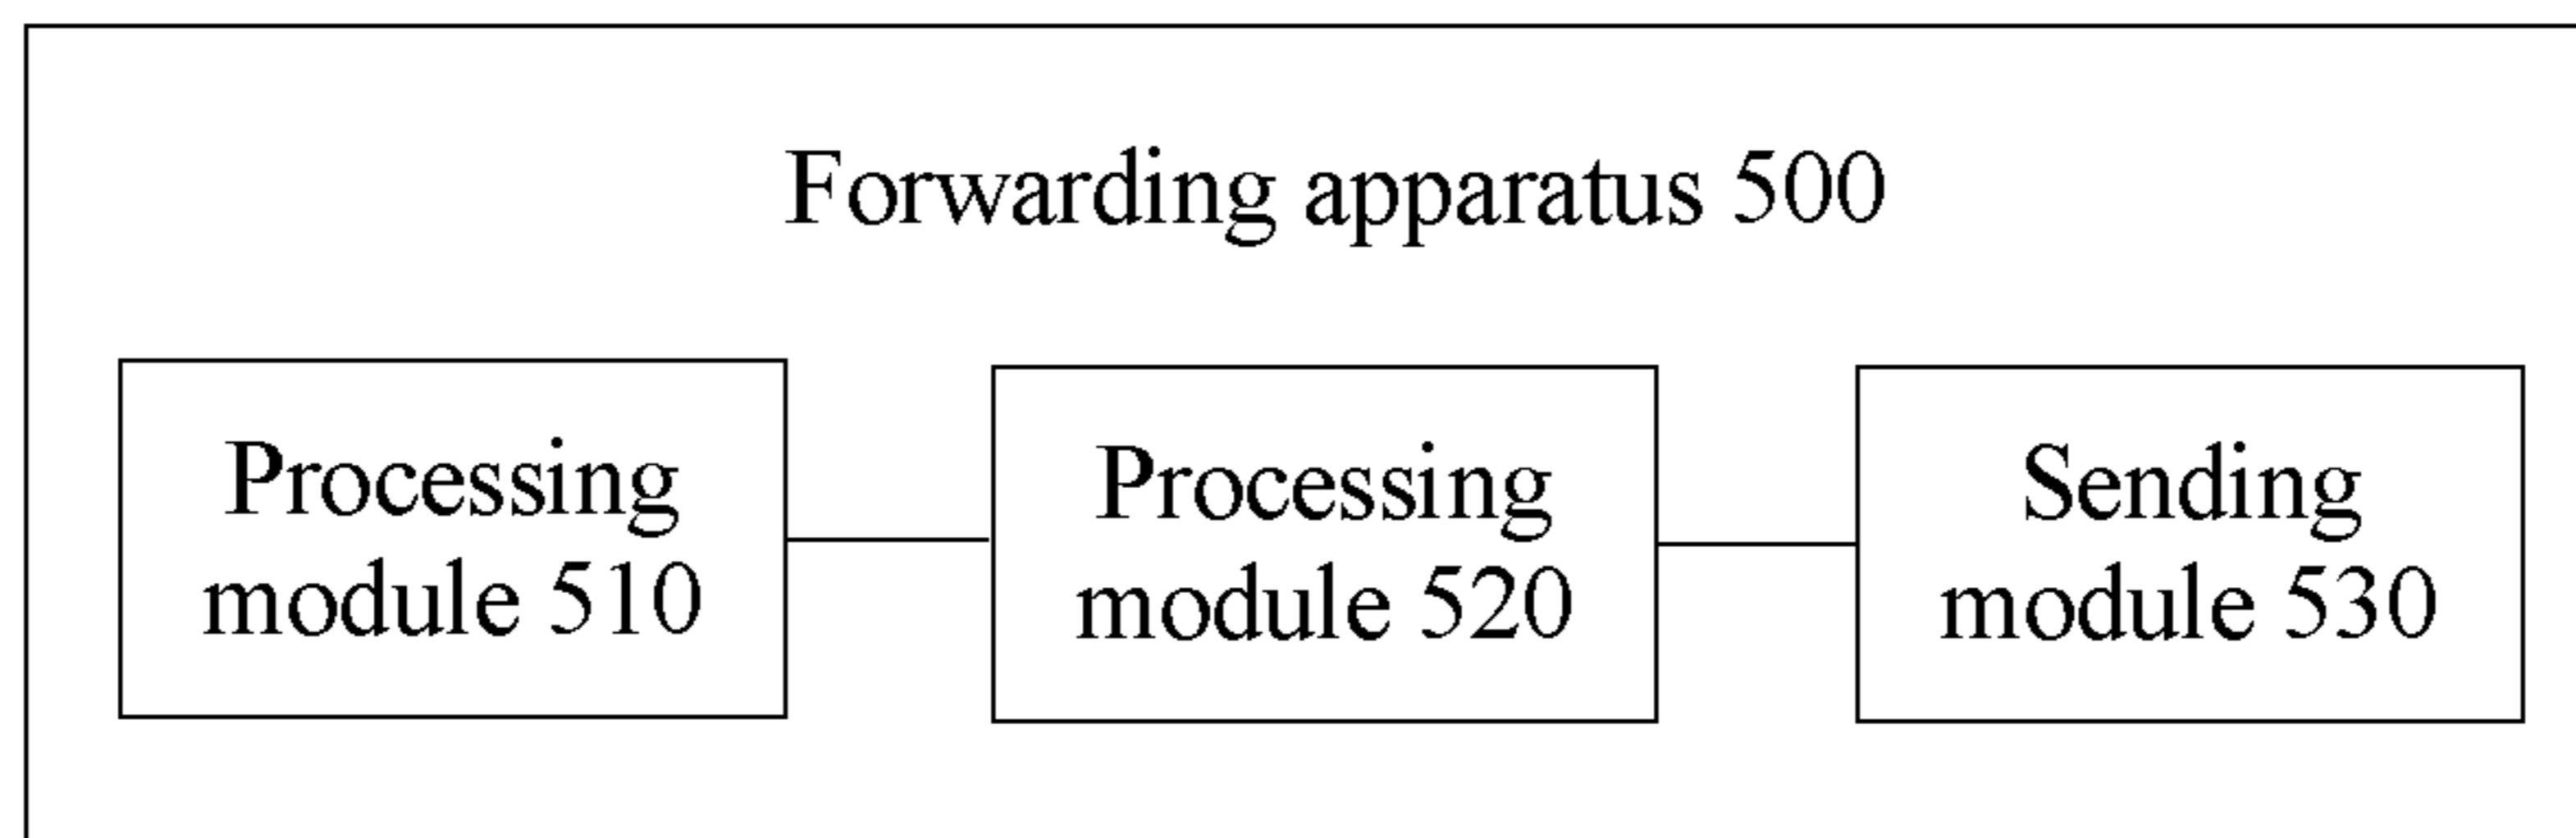 Forwarding apparatus 500
Processing
module 510
Processing
module 520
Sending
module 530